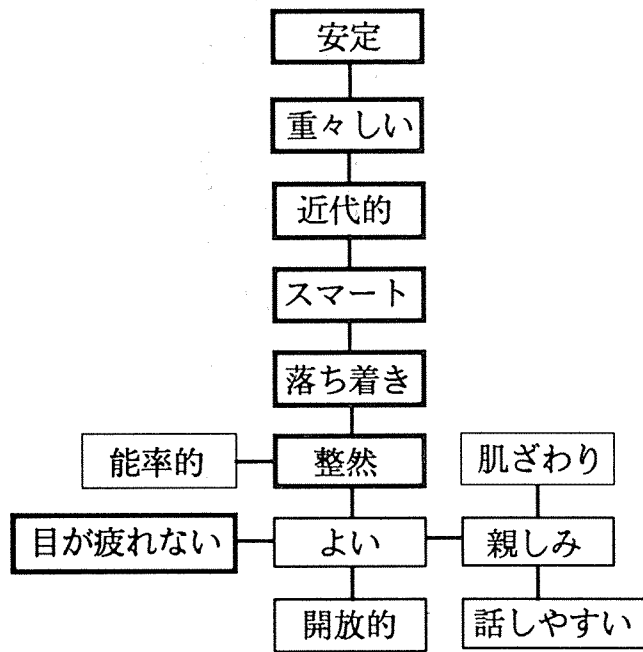 安定
重々しい
近代的
スマート
落ち着き
能率的
整然
肌ざわり
目が疲れない
よい
親しみ
開放的
話しやすい